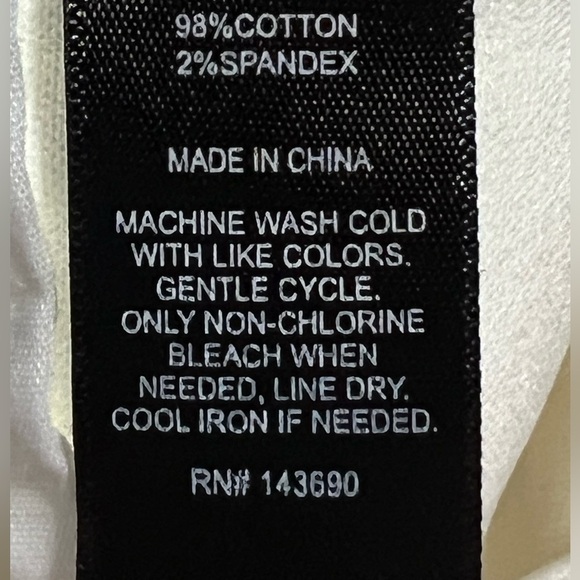 98%COTTON
2%SPANDEX
MADE IN CHINA
MACHINE WASH COLD
WITH LIKE COLORS.
GENTLE CYCLE.
ONLY NON-CHLORINE
BLEACH WHEN
NEEDED, LINE DRY.
COOL IRON IF NEEDED.
RN# 143690